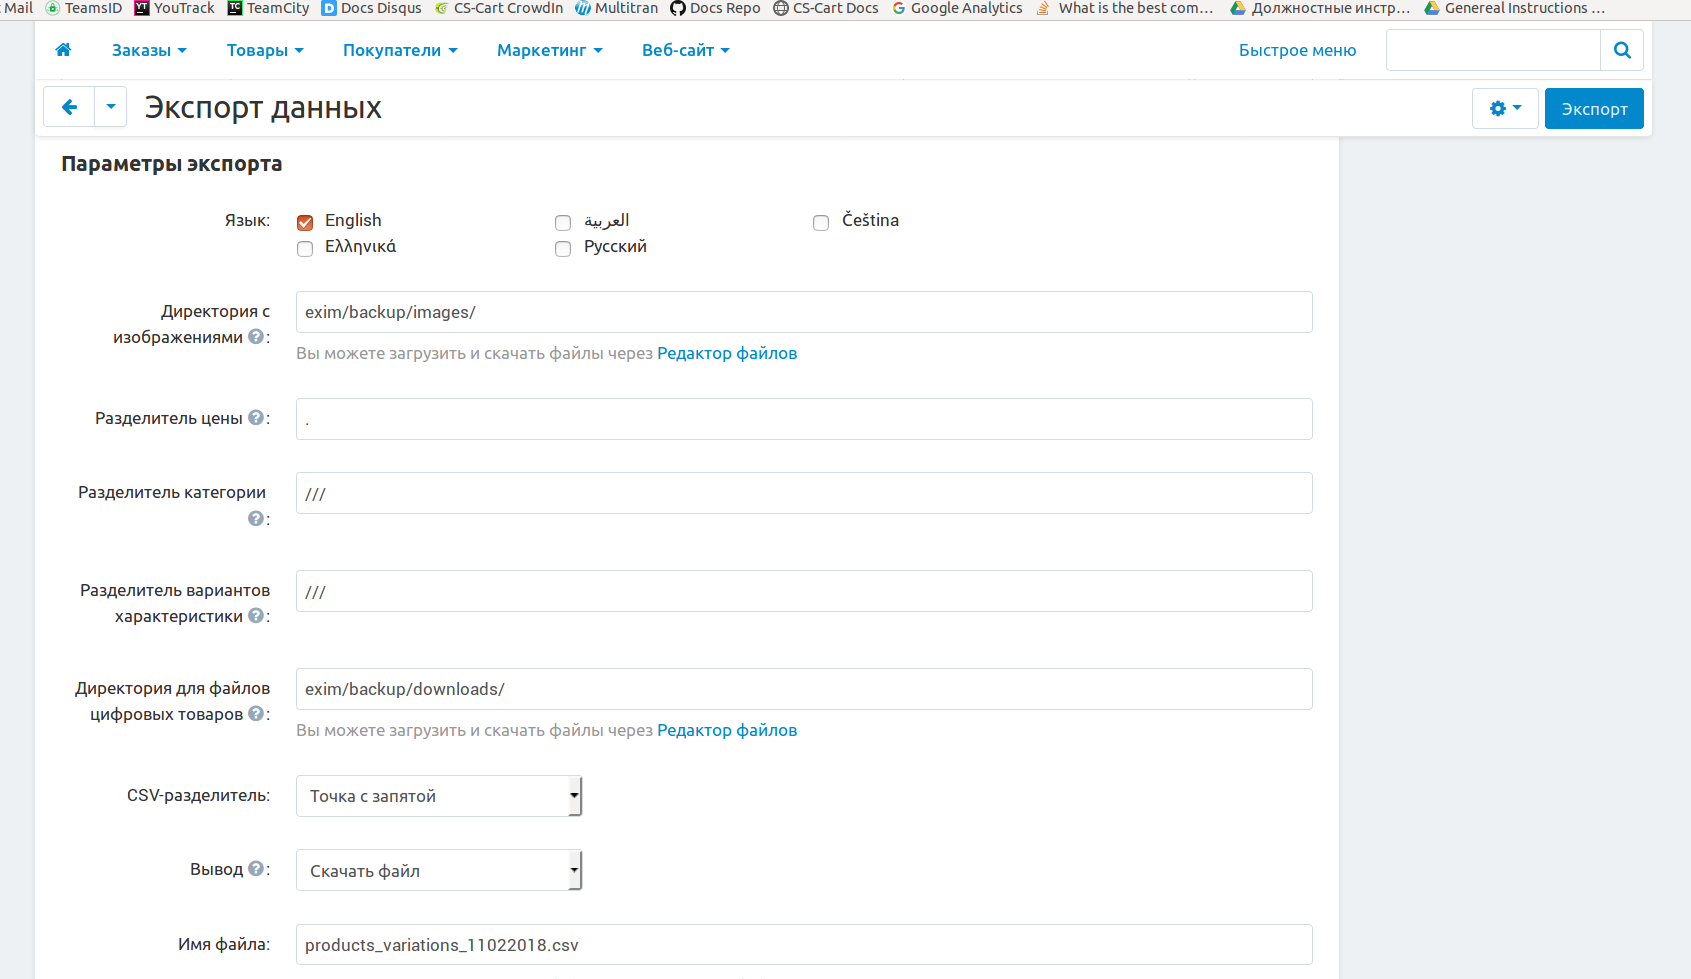 Mail TeamsID YouTrack TeamCity Docs Disqus CS-Cart CrowdIn Multitran Docs Repo CS-Cart Docs Google Analytics What is the best com... Должностные инстр... Genereal Instructions ...
Заказы Товары Покупатели Маркетинг Веб-сайт Быстрое меню
Экспорт данных Экспорт
Параметры экспорта
Язык: English العربية Čeština
Ελληνικά Русский
Директория с изображениями ?: exim/backup/images/
Вы можете загрузить и скачать файлы через Редактор файлов
Разделитель цены ?: .
Разделитель категории ?: ///
Разделитель вариантов характеристики ?: ///
Директория для файлов цифровых товаров ?: exim/backup/downloads/
Вы можете загрузить и скачать файлы через Редактор файлов
CSV-разделитель: Точка с запятой
Вывод ?: Скачать файл
Имя файла: products_variations_11022018.csv